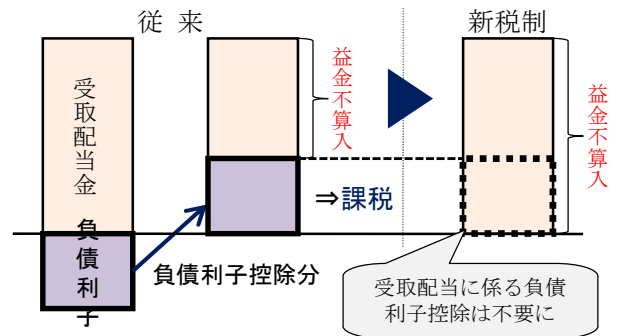 従来
新税制
受取配当金
負債利子
益金不算入
⇒課税
負債利子控除分
益金不算入
受取配当に係る負債
利子控除は不要に